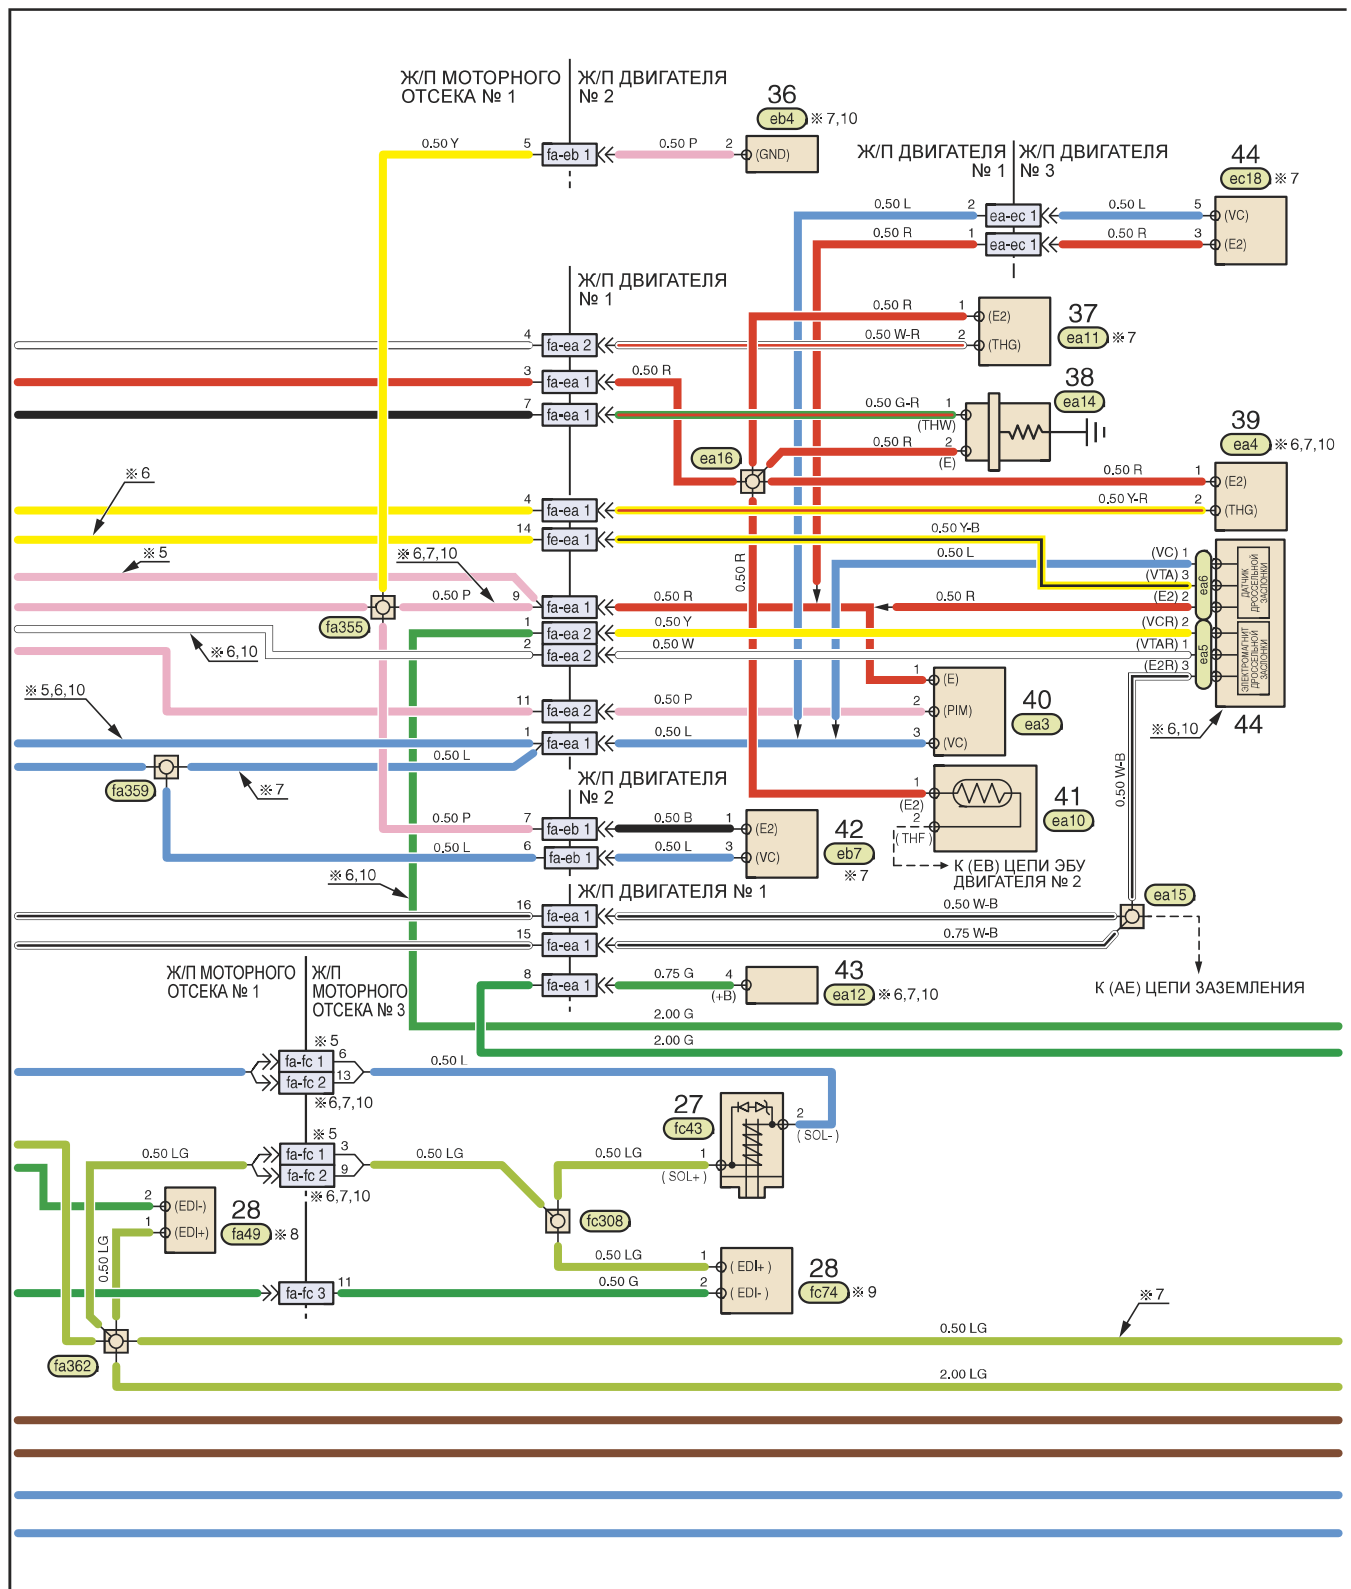 Ж/П МОТОРНОГО
ОТСЕКА № 1
Ж/П ДВИГАТЕЛЯ
№ 2
36
eb4
※ 7,10
0.50 Y
5
fa-eb 1
0.50 P
2
(GND)
Ж/П ДВИГАТЕЛЯ
№ 1
Ж/П ДВИГАТЕЛЯ
№ 3
44
ec18
※ 7
0.50 L
2
ea-ec 1
0.50 L
5
(VC)
0.50 R
1
ea-ec 1
0.50 R
3
(E2)
Ж/П ДВИГАТЕЛЯ
№ 1
0.50 R
1
(E2)
37
ea11
※ 7
4
fa-ea 2
0.50 W-R
2
(THG)
3
fa-ea 1
0.50 R
38
ea14
7
fa-ea 1
0.50 G-R
1
(THW)
0.50 R
2
(E)
ea16
39
ea4
※ 6,7,10
0.50 R
1
(E2)
※ 6
4
fa-ea 1
0.50 Y-R
2
(THG)
14
fe-ea 1
0.50 Y-B
0.50 R
※ 5
※ 6,7,10
0.50 L
(VC) 1
(VTA) 3
(E2) 2
ea6
ДАТЧИК
ДРОССЕЛЬНОЙ
ЗАСЛОНКИ
0.50 P
9
fa-ea 1
0.50 R
0.50 R
fa355
1
fa-ea 2
0.50 Y
(VCR) 2
2
fa-ea 2
0.50 W
(VTAR) 1
(E2R) 3
ea5
ЭЛЕКТРОМАГНИТ
ДРОССЕЛЬНОЙ
ЗАСЛОНКИ
※ 6,10
44
※ 6,10
※ 5,6,10
1
(E)
40
ea3
11
fa-ea 2
0.50 P
2
(PIM)
1
fa-ea 1
0.50 L
3
(VC)
0.50 L
fa359
※ 7
Ж/П ДВИГАТЕЛЯ
№ 2
1
(E2)
2
(THF)
41
ea10
0.50 W-B
0.50 P
7
fa-eb 1
0.50 B
1
(E2)
42
eb7
※ 7
0.50 L
6
fa-eb 1
0.50 L
3
(VC)
К (EB) ЦЕПИ ЭБУ
ДВИГАТЕЛЯ № 2
※ 6,10
Ж/П ДВИГАТЕЛЯ № 1
ea15
16
fa-ea 1
0.50 W-B
15
fa-ea 1
0.75 W-B
Ж/П МОТОРНОГО
ОТСЕКА № 1
Ж/П
МОТОРНОГО
ОТСЕКА № 3
8
fa-ea 1
0.75 G
4
(+B)
43
ea12
※ 6,7,10
К (AE) ЦЕПИ ЗАЗЕМЛЕНИЯ
2.00 G
2.00 G
※ 5
fa-fc 1
6
fa-fc 2
13
※ 6,7,10
0.50 L
27
fc43
2
( SOL- )
0.50 LG
※ 5
fa-fc 1
3
fa-fc 2
9
※ 6,7,10
0.50 LG
0.50 LG
1
( SOL+ )
2
(EDI-)
1
(EDI+)
28
fa49
※ 8
fc308
0.50 LG
0.50 LG
1
( EDI+ )
28
fc74
※ 9
fa-fc 3
11
0.50 G
2
( EDI- )
※ 7
0.50 LG
fa362
2.00 LG